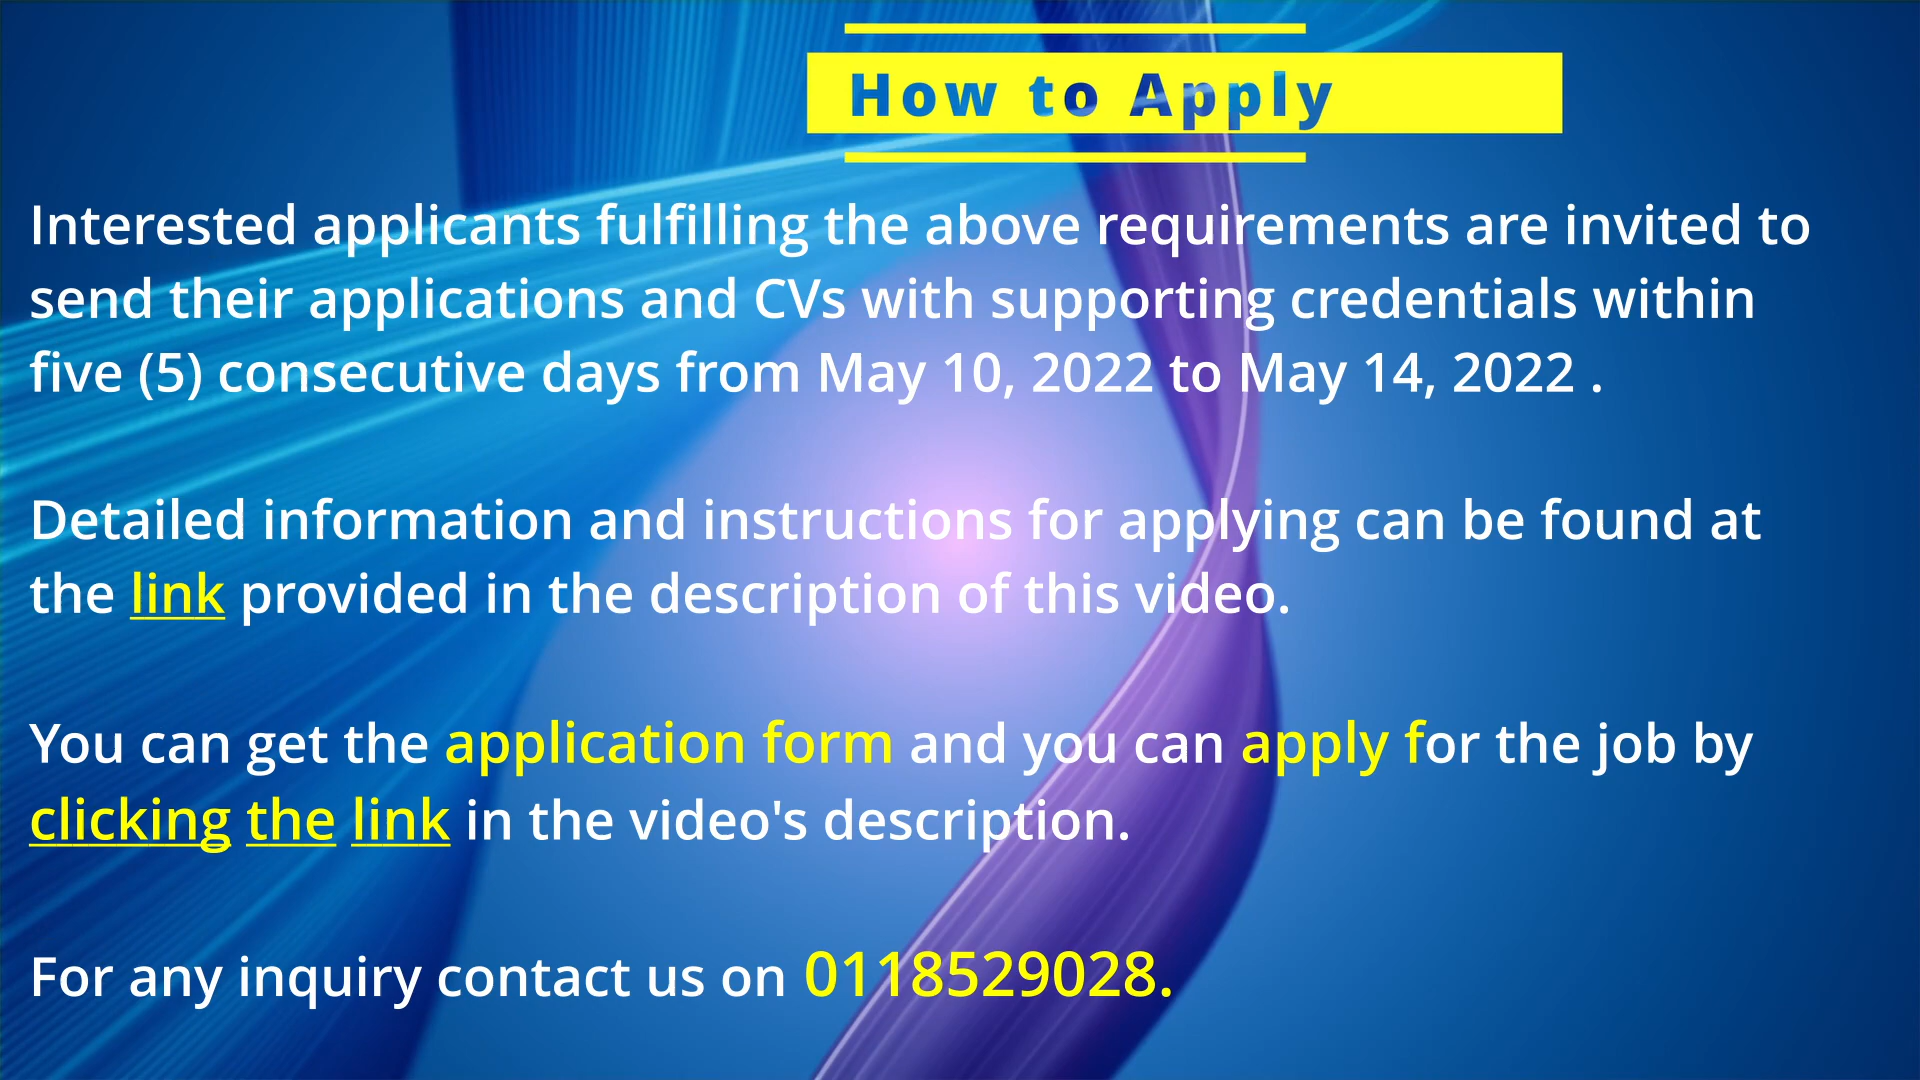 How to Apply
Interested applicants fulfilling the above requirements are invited to
send their applications and CVs with supporting credentials within
five (5) consecutive days from May 10, 2022 to May 14, 2022 .
Detailed information and instructions for applying can be found at
the link provided in the description of this video.
You can get the application form and you can apply for the job by
clicking the link in the video's description.
For any inquiry contact us on 0118529028.